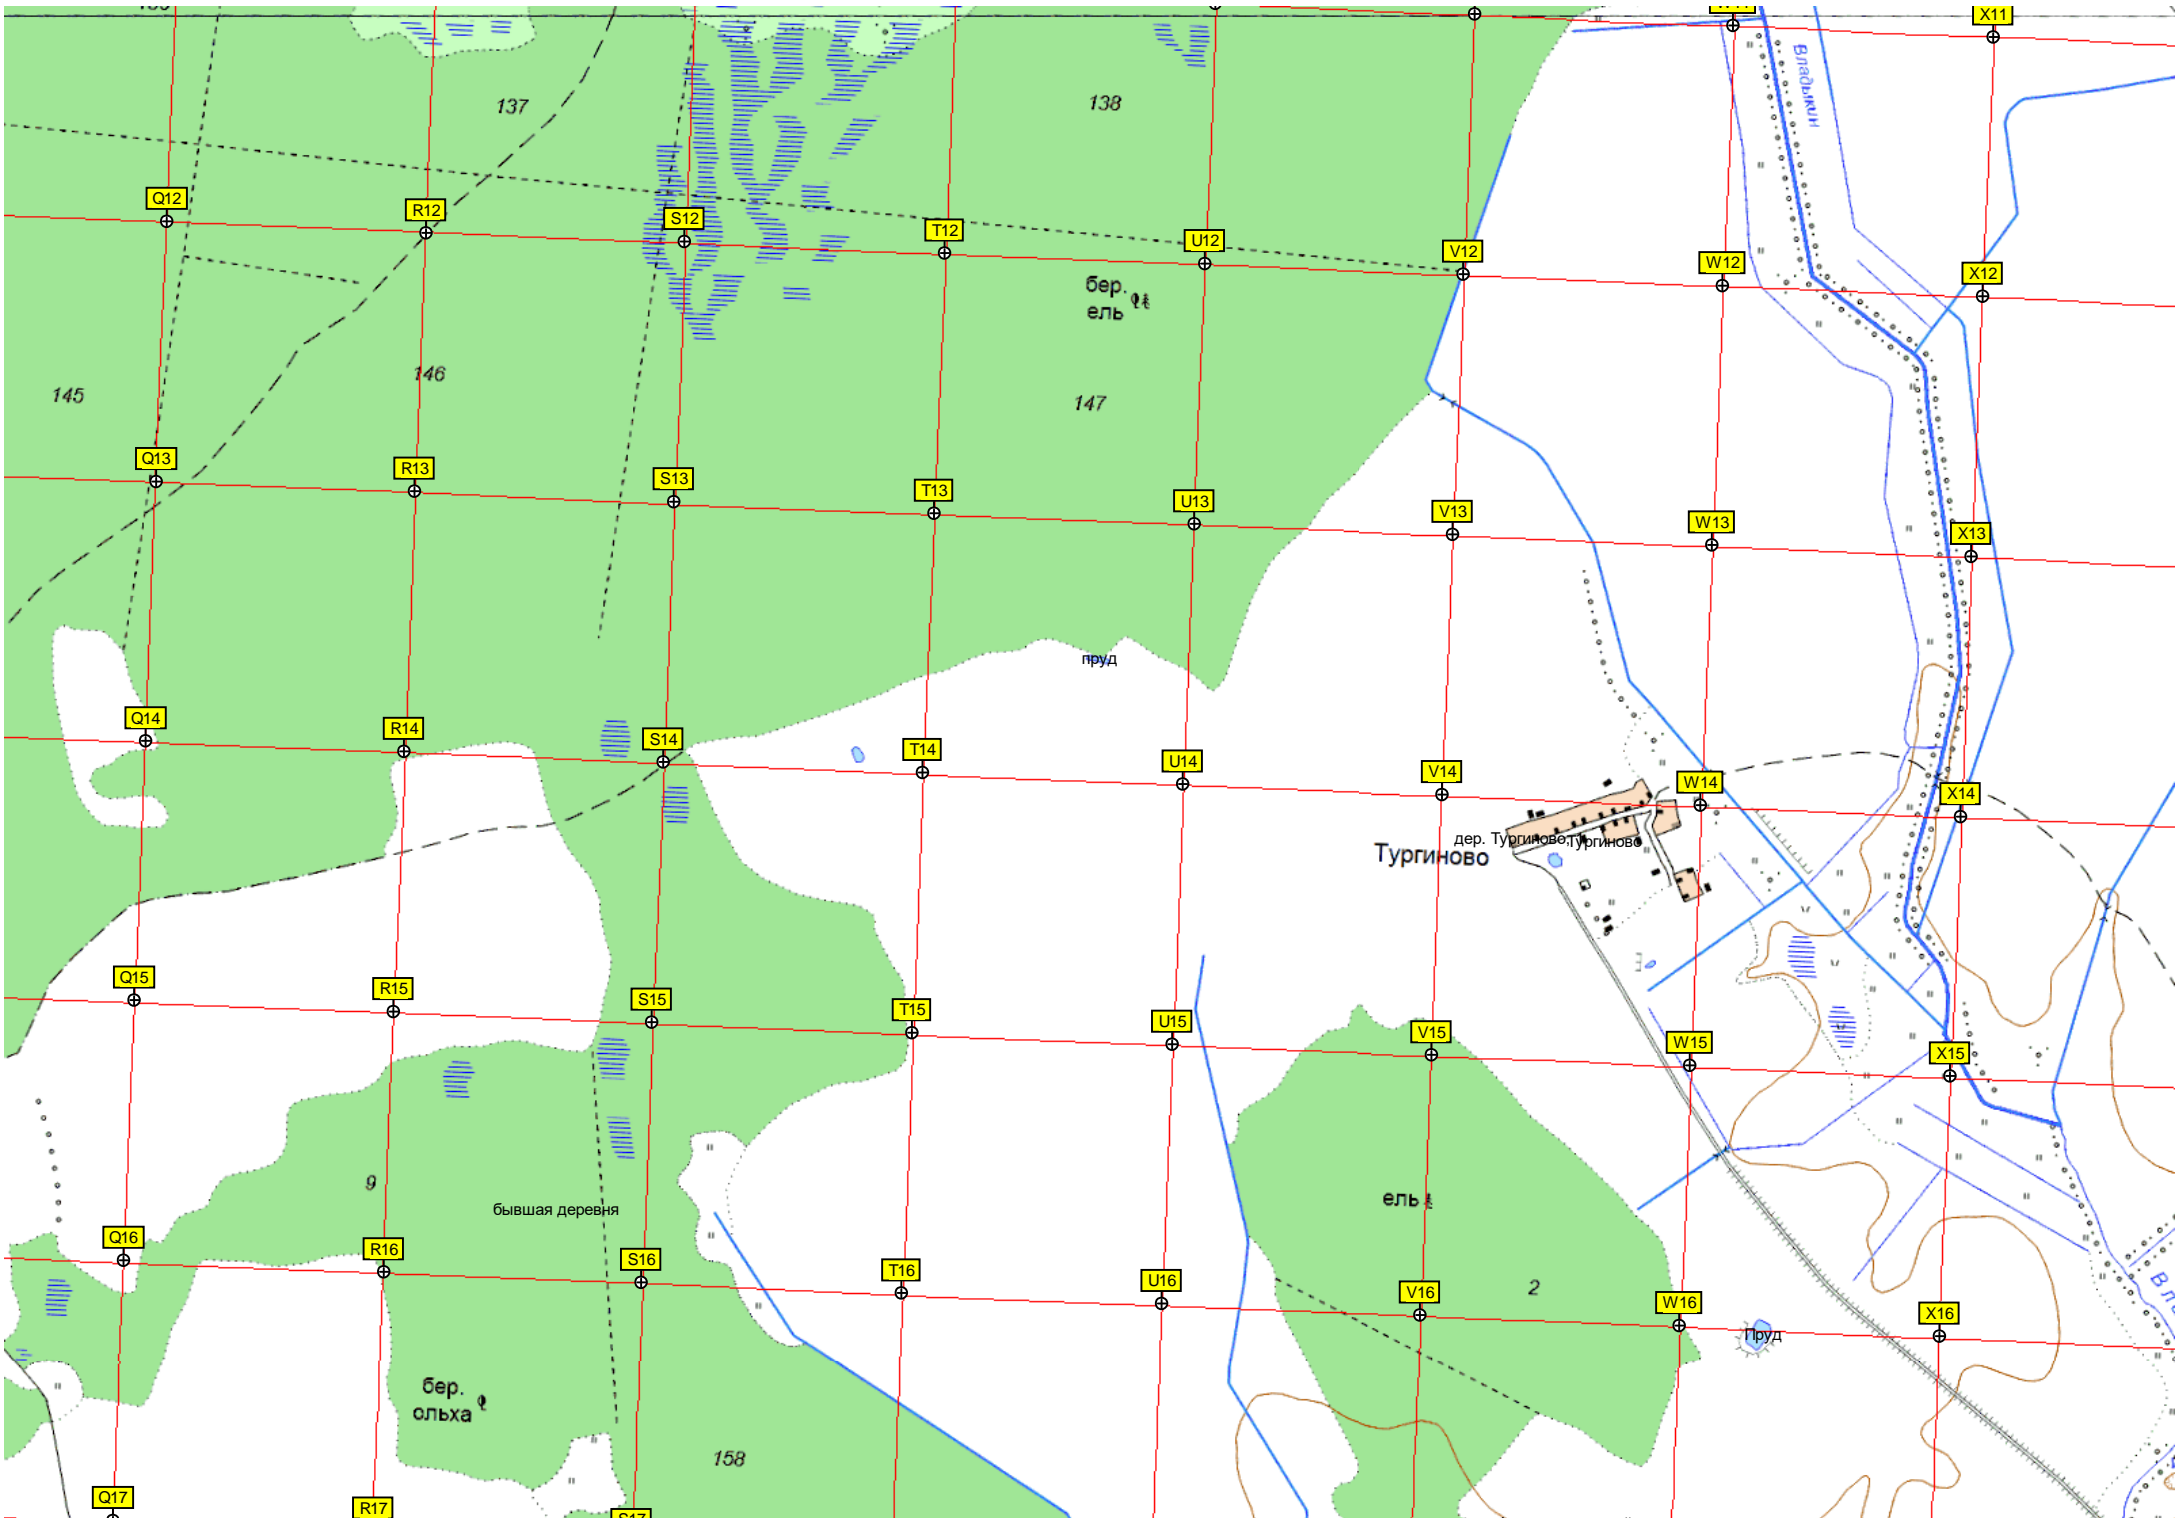 X11
Владыкин
137
138
Q12
R12
S12
T12
U12
V12
W12
X12
бер.
ель
145
146
147
Q13
R13
S13
T13
U13
V13
W13
X13
пруд
Q14
R14
S14
T14
U14
V14
W14
X14
дер. Тургиново
Тургиново
Тургиново
Q15
R15
S15
T15
U15
V15
W15
X15
9
бывшая деревня
ель
Q16
R16
S16
T16
U16
V16
W16
X16
2
Пруд
бер.
ольха
158
Q17
R17
S17